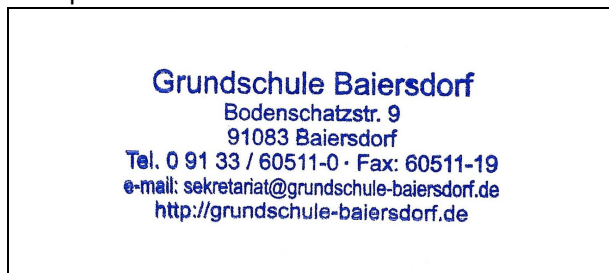 Grundschule Baiersdorf
Bodenschatzstr. 9
91083 Baiersdorf
Tel. 0 91 33 / 60511-0 · Fax: 60511-19
e-mail: sekretariat@grundschule-baiersdorf.de
http://grundschule-baiersdorf.de